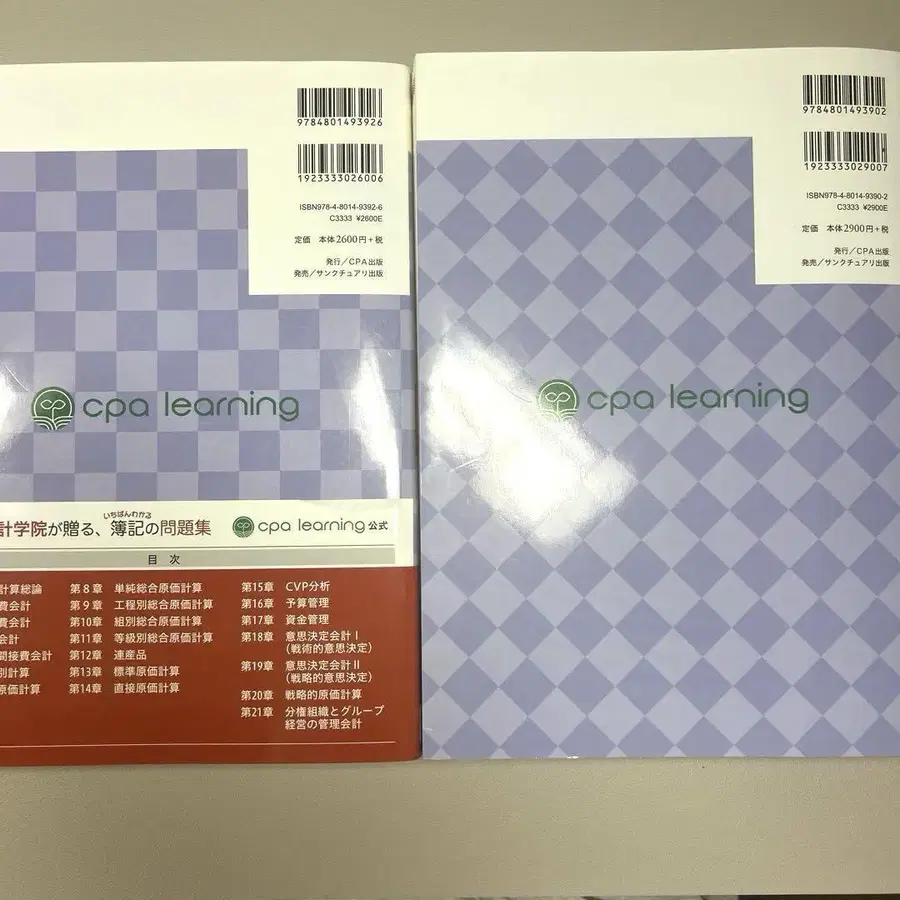 9784801493926
1923333026006
ISBN978-4-8014-9392-6
C3333 ¥2600E
定価 本体2600円+税
発行/CPA出版
発売/サンクチュアリ出版
cpa learning
計学院が贈る、簿記の問題集
いちばんわかる
cpa learning 公式
目次
計算総論
費会計
費会計
会計
間接費会計
別計算
原価計算
第8章 単純総合原価計算
第9章 工程別総合原価計算
第10章 組別総合原価計算
第11章 等級別総合原価計算
第12章 連産品
第13章 標準原価計算
第14章 直接原価計算
第15章 CVP分析
第16章 予算管理
第17章 資金管理
第18章 意思決定会計Ⅰ
(戦術的意思決定)
第19章 意思決定会計Ⅱ
(戦略的意思決定)
第20章 戦略的原価計算
第21章 分権組織とグループ
経営の管理会計
9784801493902
1923333029007
ISBN978-4-8014-9390-2
C3333 ¥2900E
定価 本体2900円+税
発行/CPA出版
発売/サンクチュアリ出版
cpa learning